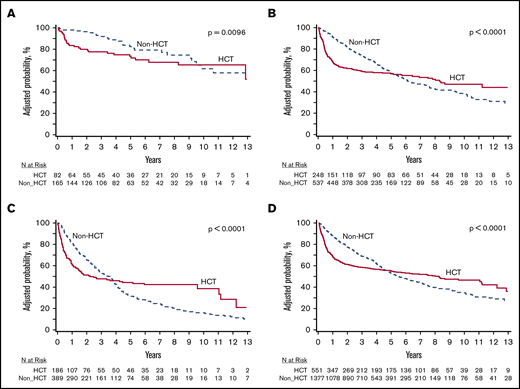 A
Adjusted probability, %
100
80
60
40
20
0
Non-HCT
HCT
p = 0.0096
0 1 2 3 4 5 6 7 8 9 10 11 12 13
Years
N at Risk
HCT 82 64 55 45 40 36 27 21 20 15 9 7 5 1
Non_HCT 165 144 126 106 82 63 52 42 32 29 18 14 7 4
B
Adjusted probability, %
100
80
60
40
20
0
Non-HCT
HCT
p < 0.0001
0 1 2 3 4 5 6 7 8 9 10 11 12 13
Years
N at Risk
HCT 248 151 118 97 90 83 66 51 44 28 15 13 8 5
Non_HCT 537 448 378 308 235 169 122 89 58 45 28 20 15 10
C
Adjusted probability, %
100
80
60
40
20
0
Non-HCT
HCT
p < 0.0001
0 1 2 3 4 5 6 7 8 9 10 11 12 13
Years
N at Risk
HCT 186 107 76 55 50 46 35 23 18 11 10 7 3 2
Non_HCT 389 290 221 161 112 74 58 38 28 19 16 13 10 7
D
Adjusted probability, %
100
80
60
40
20
0
Non-HCT
HCT
p < 0.0001
0 1 2 3 4 5 6 7 8 9 10 11 12 13
Years
N at Risk
HCT 551 347 269 212 193 175 136 101 86 57 39 28 17 9
Non_HCT 1377 1078 890 710 543 391 295 210 149 118 76 58 41 28